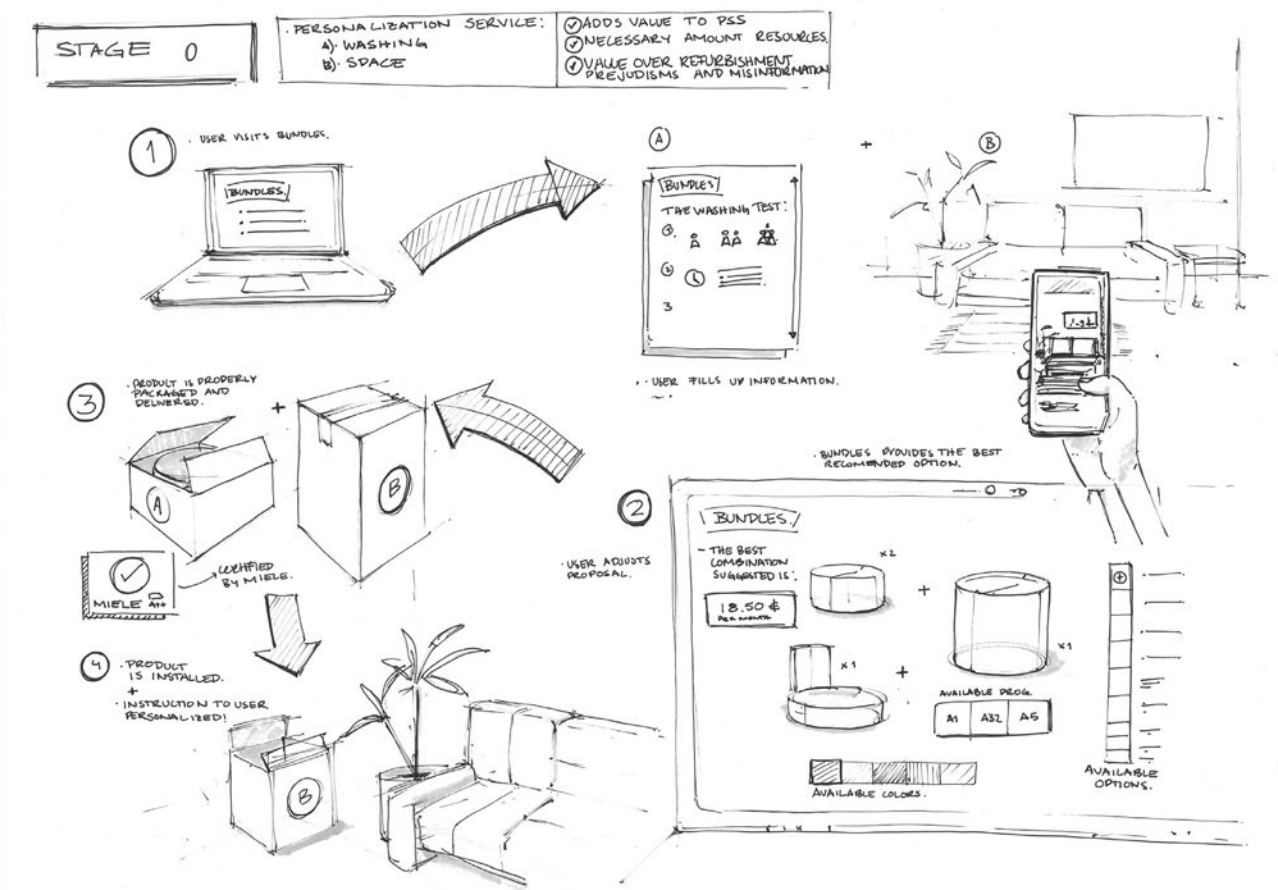 STAGE 0
· PERSONALIZATION SERVICE:
A)· WASHING
B)· SPACE
ADDS VALUE TO PSS
NECESSARY AMOUNT RESOURCES.
VALUE OVER REFURBISHMENT
PREJUDISMS AND MISINFORMATION
1
· USER VISITS BUNDLES.
BUNDLES.
A
BUNDLES
THE WASHING TEST:
1
2
3
· USER FILLS UP INFORMATION.
+
B
· BUNDLES PROVIDES THE BEST
RECOMENDED OPTION.
2
· USER ADJUSTS
PROPOSAL.
BUNDLES.
- THE BEST
COMBINATION
SUGGESTED IS:
18.50 €
PER MONTH
x2
+
x1
x1
+
AVAILABLE PROG.
A1 A32 A5
AVAILABLE COLORS.
AVAILABLE
OPTIONS.
3
· PRODUCT IS PROPERLY
PACKAGED AND
DELIVERED.
+
A
B
MIELE A++
CERTIFIED
BY MIELE.
4
· PRODUCT
IS INSTALLED.
+
· INSTRUCTION TO USER
PERSONALIZED!
B